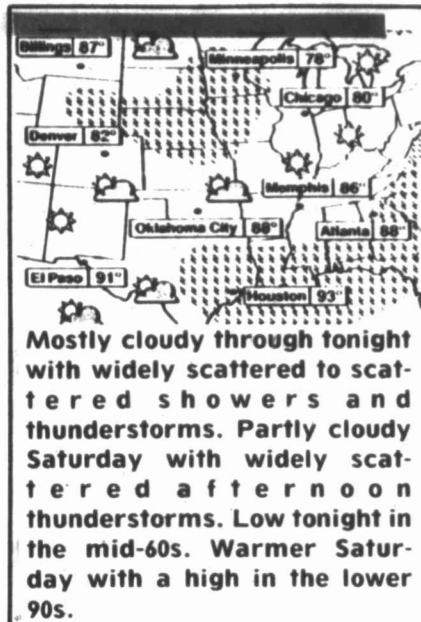 Billings 87°
Minneapolis 78°
Chicago 80°
Denver 82°
Memphis 86°
Oklahoma City 88°
Atlanta 88°
El Paso 91°
Houston 93°
Mostly cloudy through tonight
with widely scattered to scat-
tered showers and
thunderstorms. Partly cloudy
Saturday with widely scat-
tered afternoon
thunderstorms. Low tonight in
the mid-60s. Warmer Satur-
day with a high in the lower
90s.